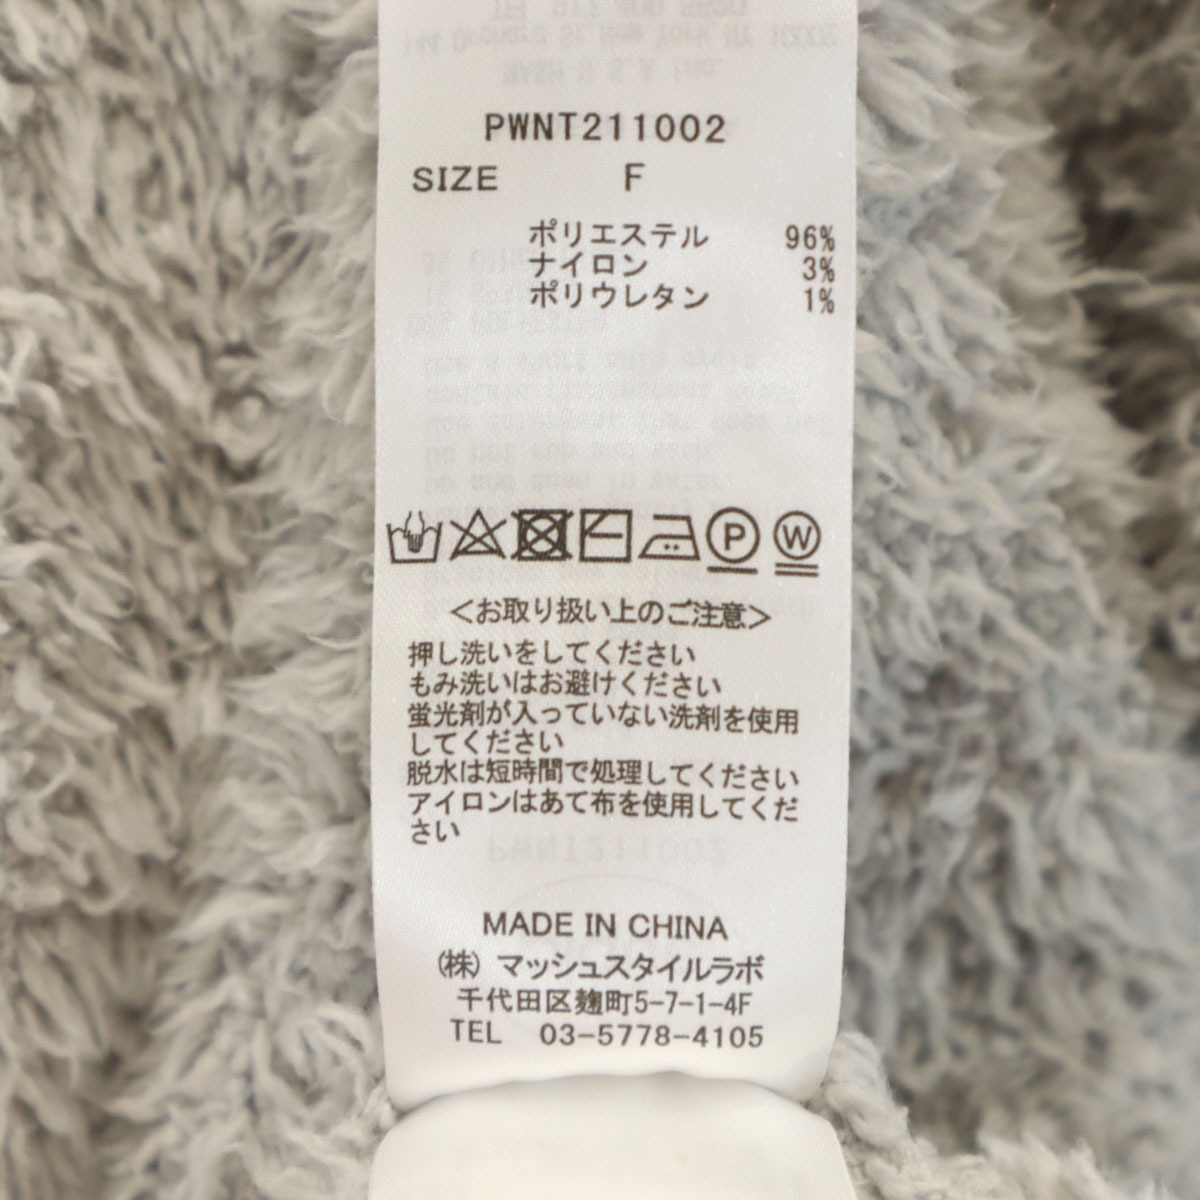 PWNT211002
SIZE F
ポリエステル 96%
ナイロン 3%
ポリウレタン 1%
P W
<お取り扱い上のご注意>
押し洗いをしてください
もみ洗いはお避けください
蛍光剤が入っていない洗剤を使用
してください
脱水は短時間で処理してください
アイロンはあて布を使用してくだ
さい
MADE IN CHINA
(株) マッシュスタイルラボ
千代田区麹町5-7-1-4F
TEL 03-5778-4105